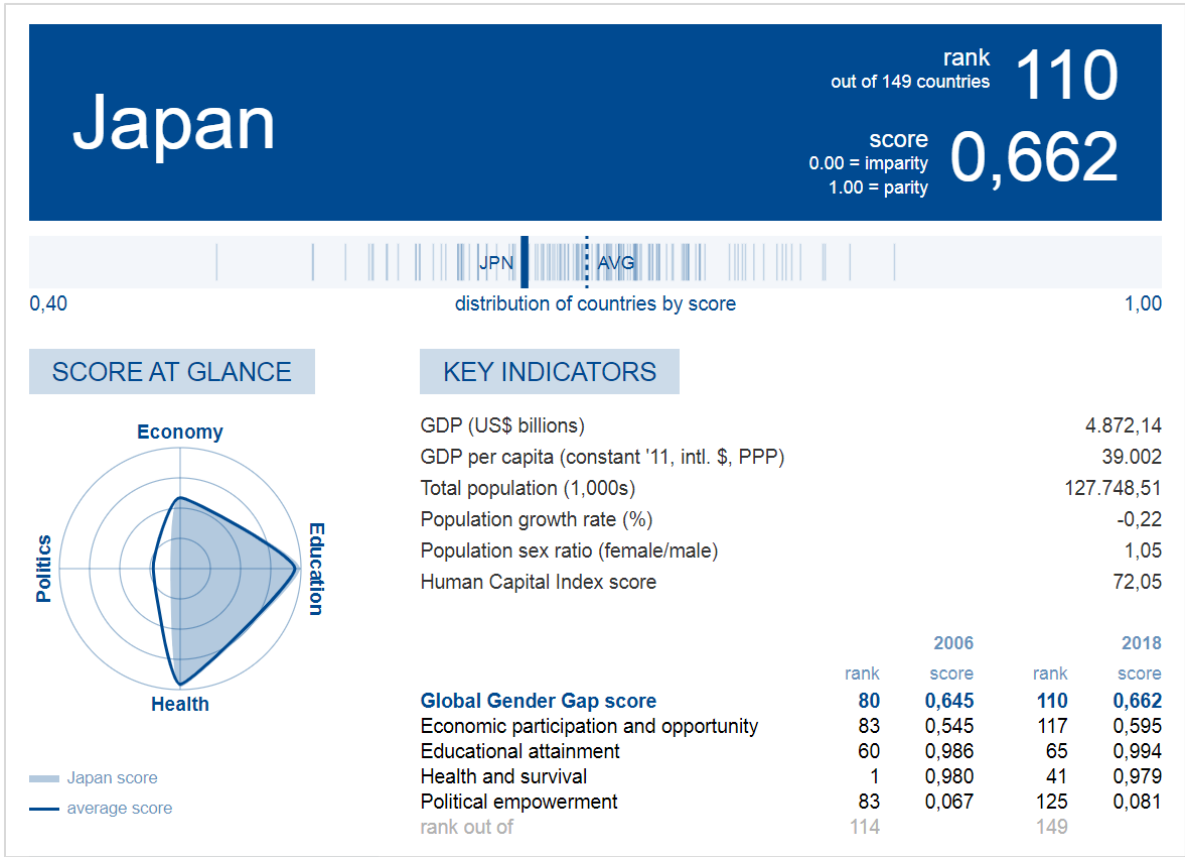 Japan
rank
out of 149 countries
110
score
0.00 = imparity
1.00 = parity
0,662
JPN
AVG
0,40
distribution of countries by score
1,00
SCORE AT GLANCE
Economy
Education
Politics
Health
Japan score
average score
KEY INDICATORS
GDP (US$ billions) 4.872,14
GDP per capita (constant '11, intl. $, PPP) 39.002
Total population (1,000s) 127.748,51
Population growth rate (%) -0,22
Population sex ratio (female/male) 1,05
Human Capital Index score 72,05
2006 2018
rank score rank score
Global Gender Gap score 80 0,645 110 0,662
Economic participation and opportunity 83 0,545 117 0,595
Educational attainment 60 0,986 65 0,994
Health and survival 1 0,980 41 0,979
Political empowerment 83 0,067 125 0,081
rank out of 114 149